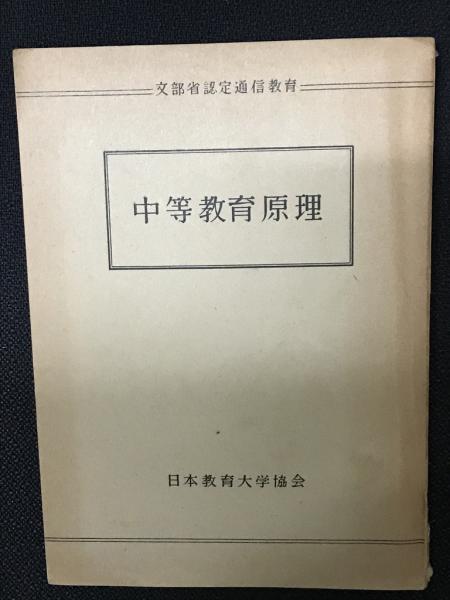 文部省認定通信教育
中等教育原理
日本教育大学協会